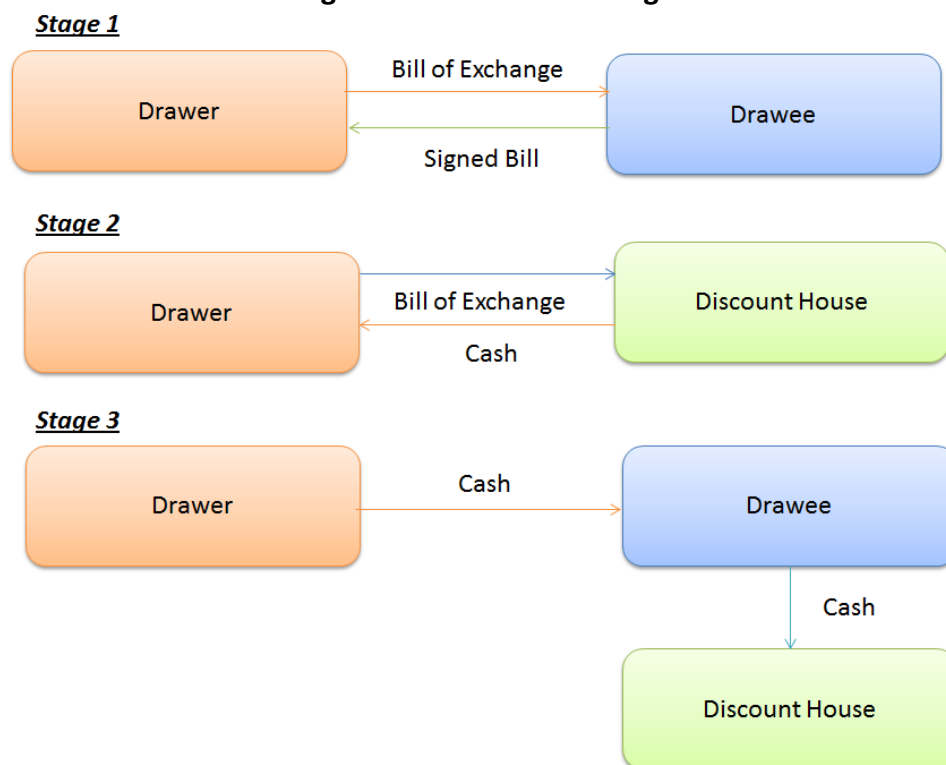 Stage 1
Bill of Exchange
Drawer
Drawee
Signed Bill
Stage 2
Drawer
Bill of Exchange
Discount House
Cash
Stage 3
Drawer
Cash
Drawee
Cash
Discount House